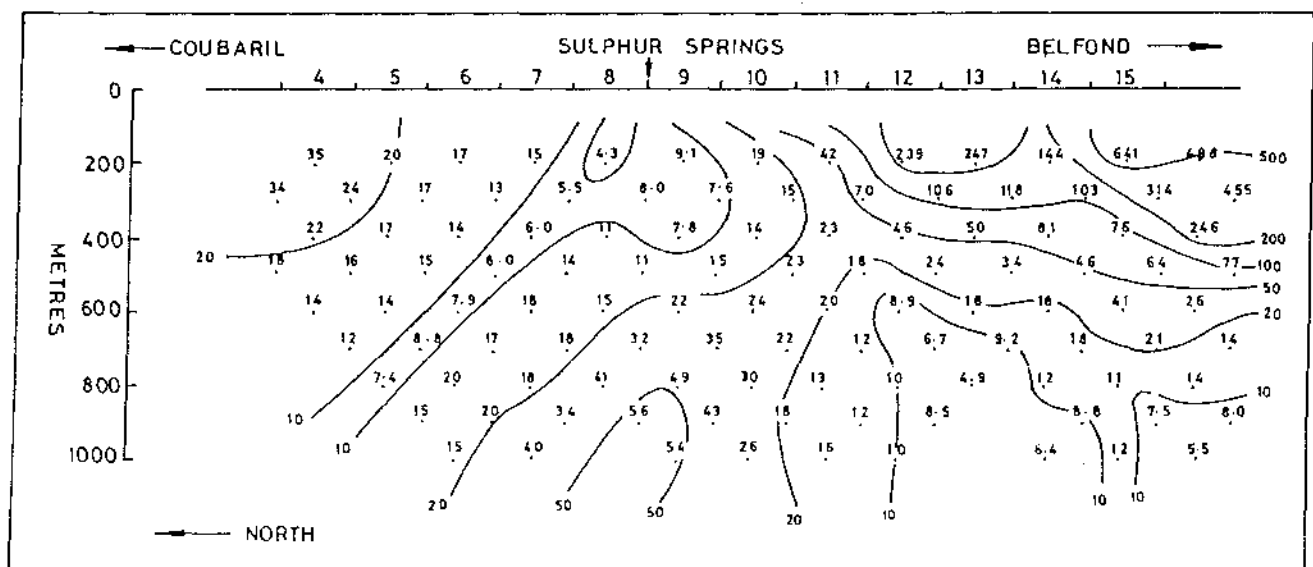 COUBARIL SULPHUR SPRINGS BELFOND
4 5 6 7 8 9 10 11 12 13 14 15
0
35 20 17 15 4·3 9·1 19 42 239 247 144 641 500
200
34 24 17 13 5·5 8·0 7·6 15 70 106 118 103 314 455
22 17 14 6·0 11 7·8 14 23 46 50 81 75 246 200
400
20
18 16 15 6·0 14 11 15 23 18 24 34 46 64 77 100
50
14 14 7·9 18 15 22 24 20 8·9 18 18 41 26 20
600
12 8·8 17 18 32 35 22 12 6·7 9·2 18 21 14
7·4 20 18 41 49 30 13 10 4·9 12 11 14 10
800
10 15 20 34 56 43 18 12 8·5 8·8 7·5 8·0
10 15 40 54 26 16 10 8·4 12 5·5
1000
20 50 50 20 10 10 10
METRES
NORTH